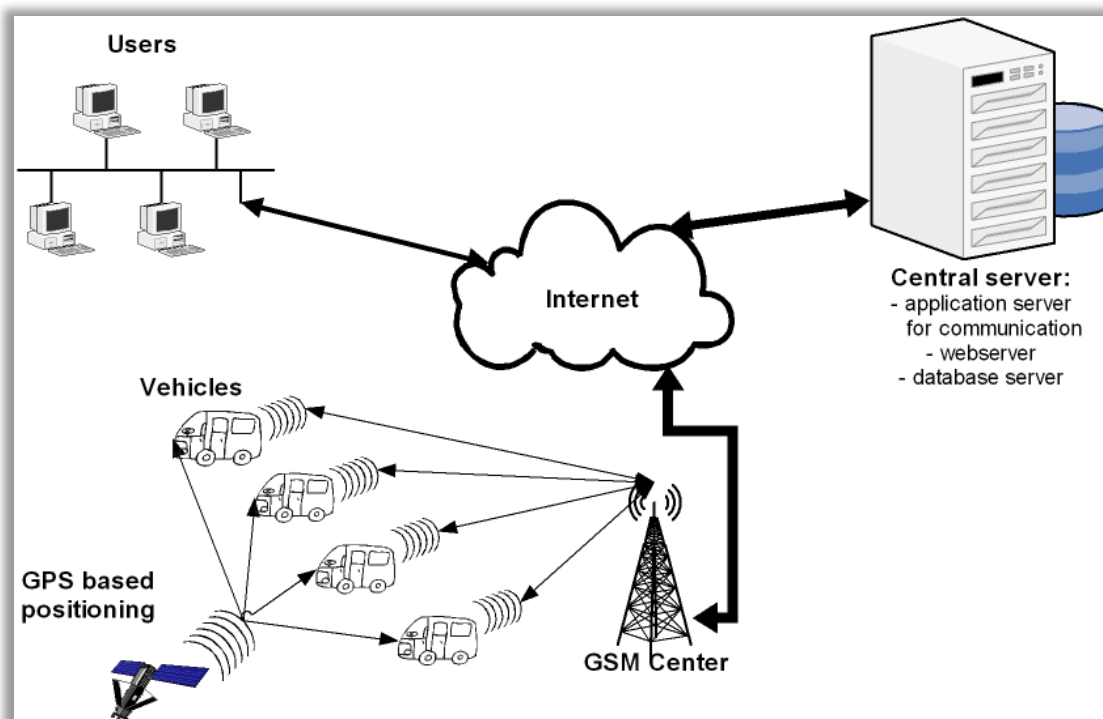 Users
Internet
Central server:
- application server
for communication
- webserver
- database server
Vehicles
GPS based
positioning
GSM Center